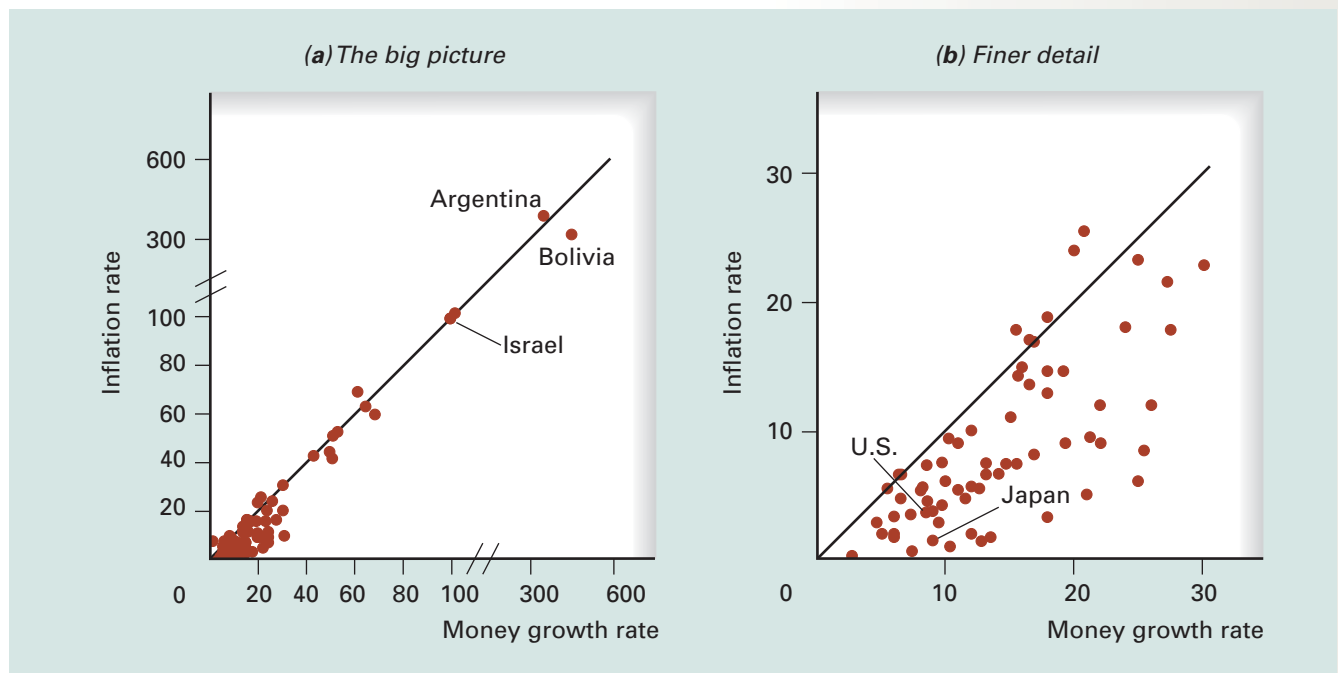 (a) The big picture
Inflation rate
600
300
100
80
60
40
20
0
20 40 60 80 100 300 600
Money growth rate
Argentina
Bolivia
Israel
(b) Finer detail
Inflation rate
30
20
10
0
10 20 30
Money growth rate
U.S.
Japan